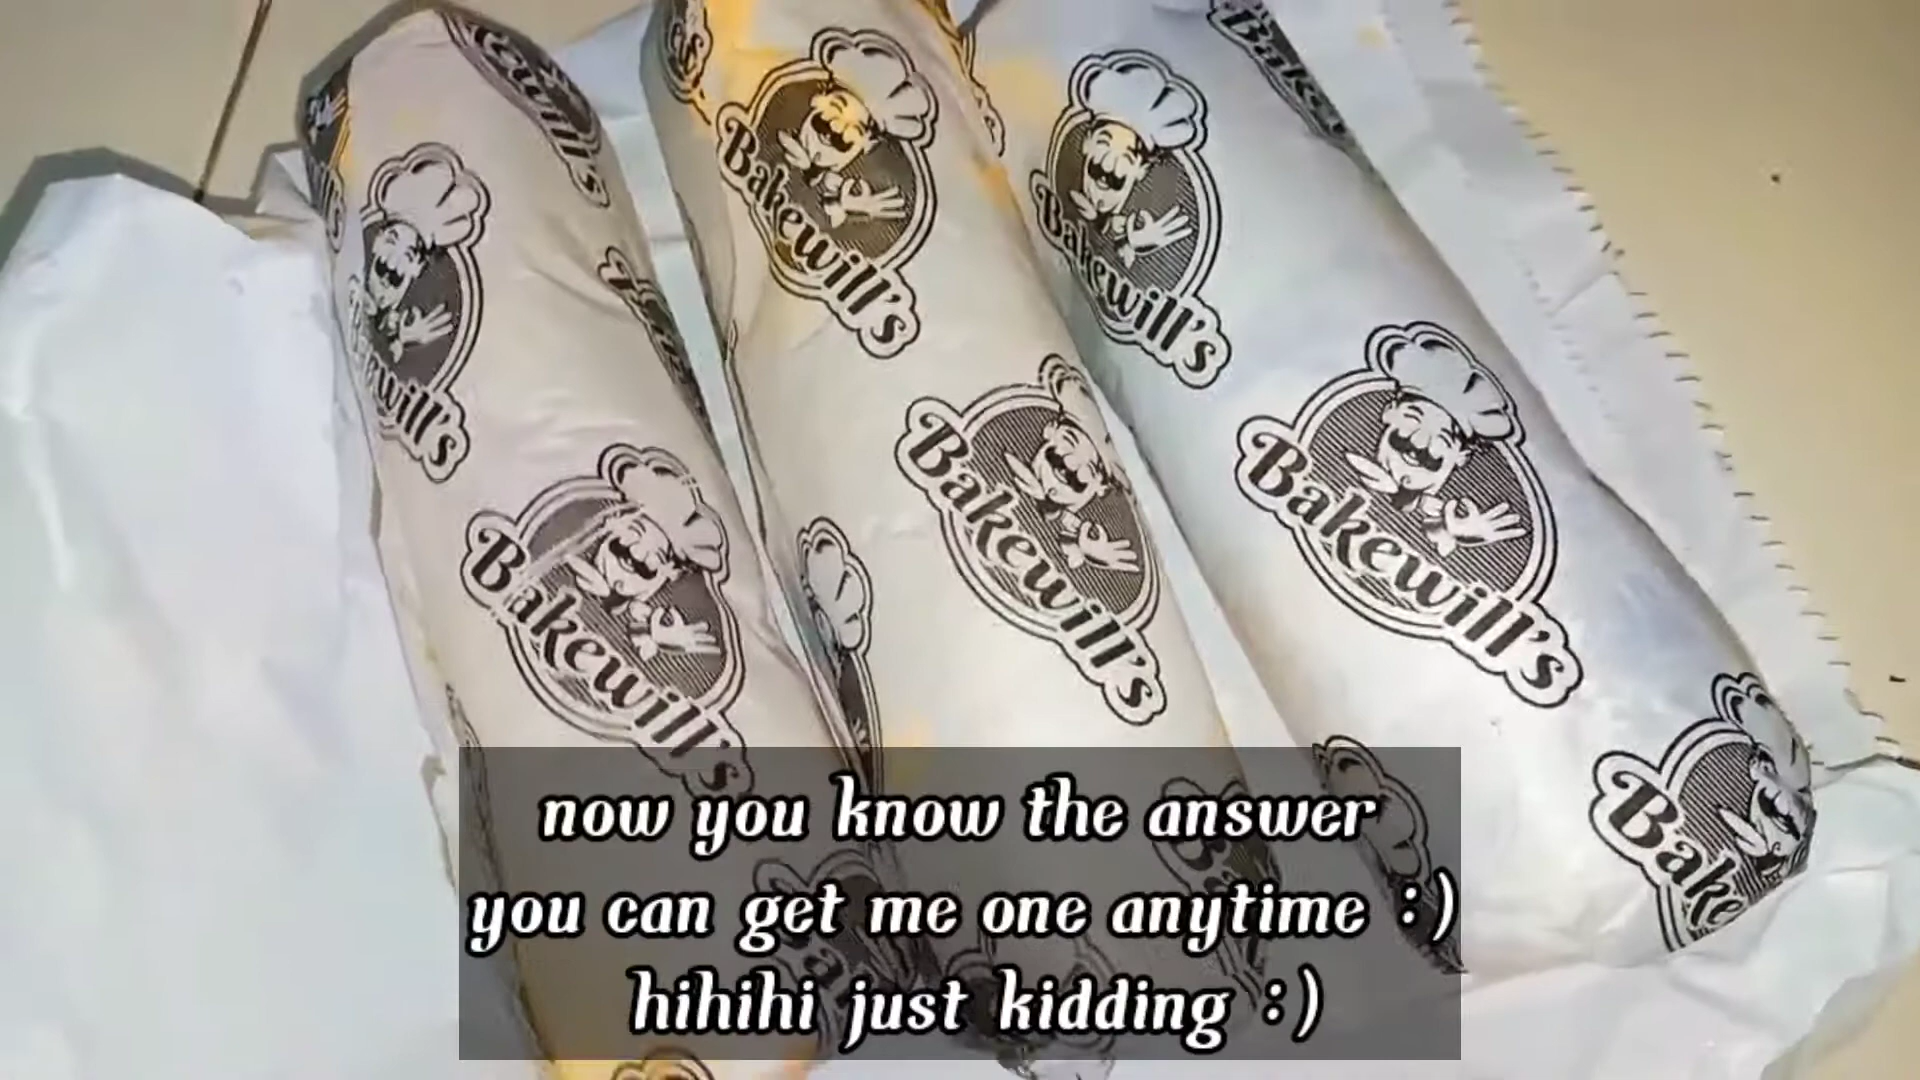 Bakewill's
Bakewill's
Bakewill's
Bakewill's
Bakewill's
Bakewill's
Bake
now you know the answer
you can get me one anytime :)
hihihi just kidding :)